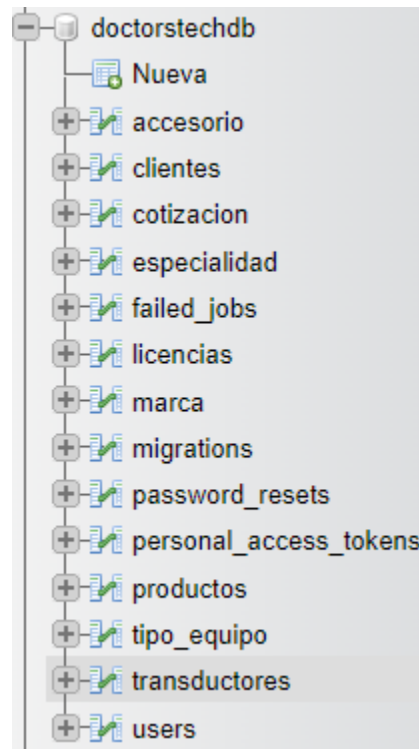 doctorstechdb
Nueva
accesorio
clientes
cotizacion
especialidad
failed_jobs
licencias
marca
migrations
password_resets
personal_access_tokens
productos
tipo_equipo
transductores
users